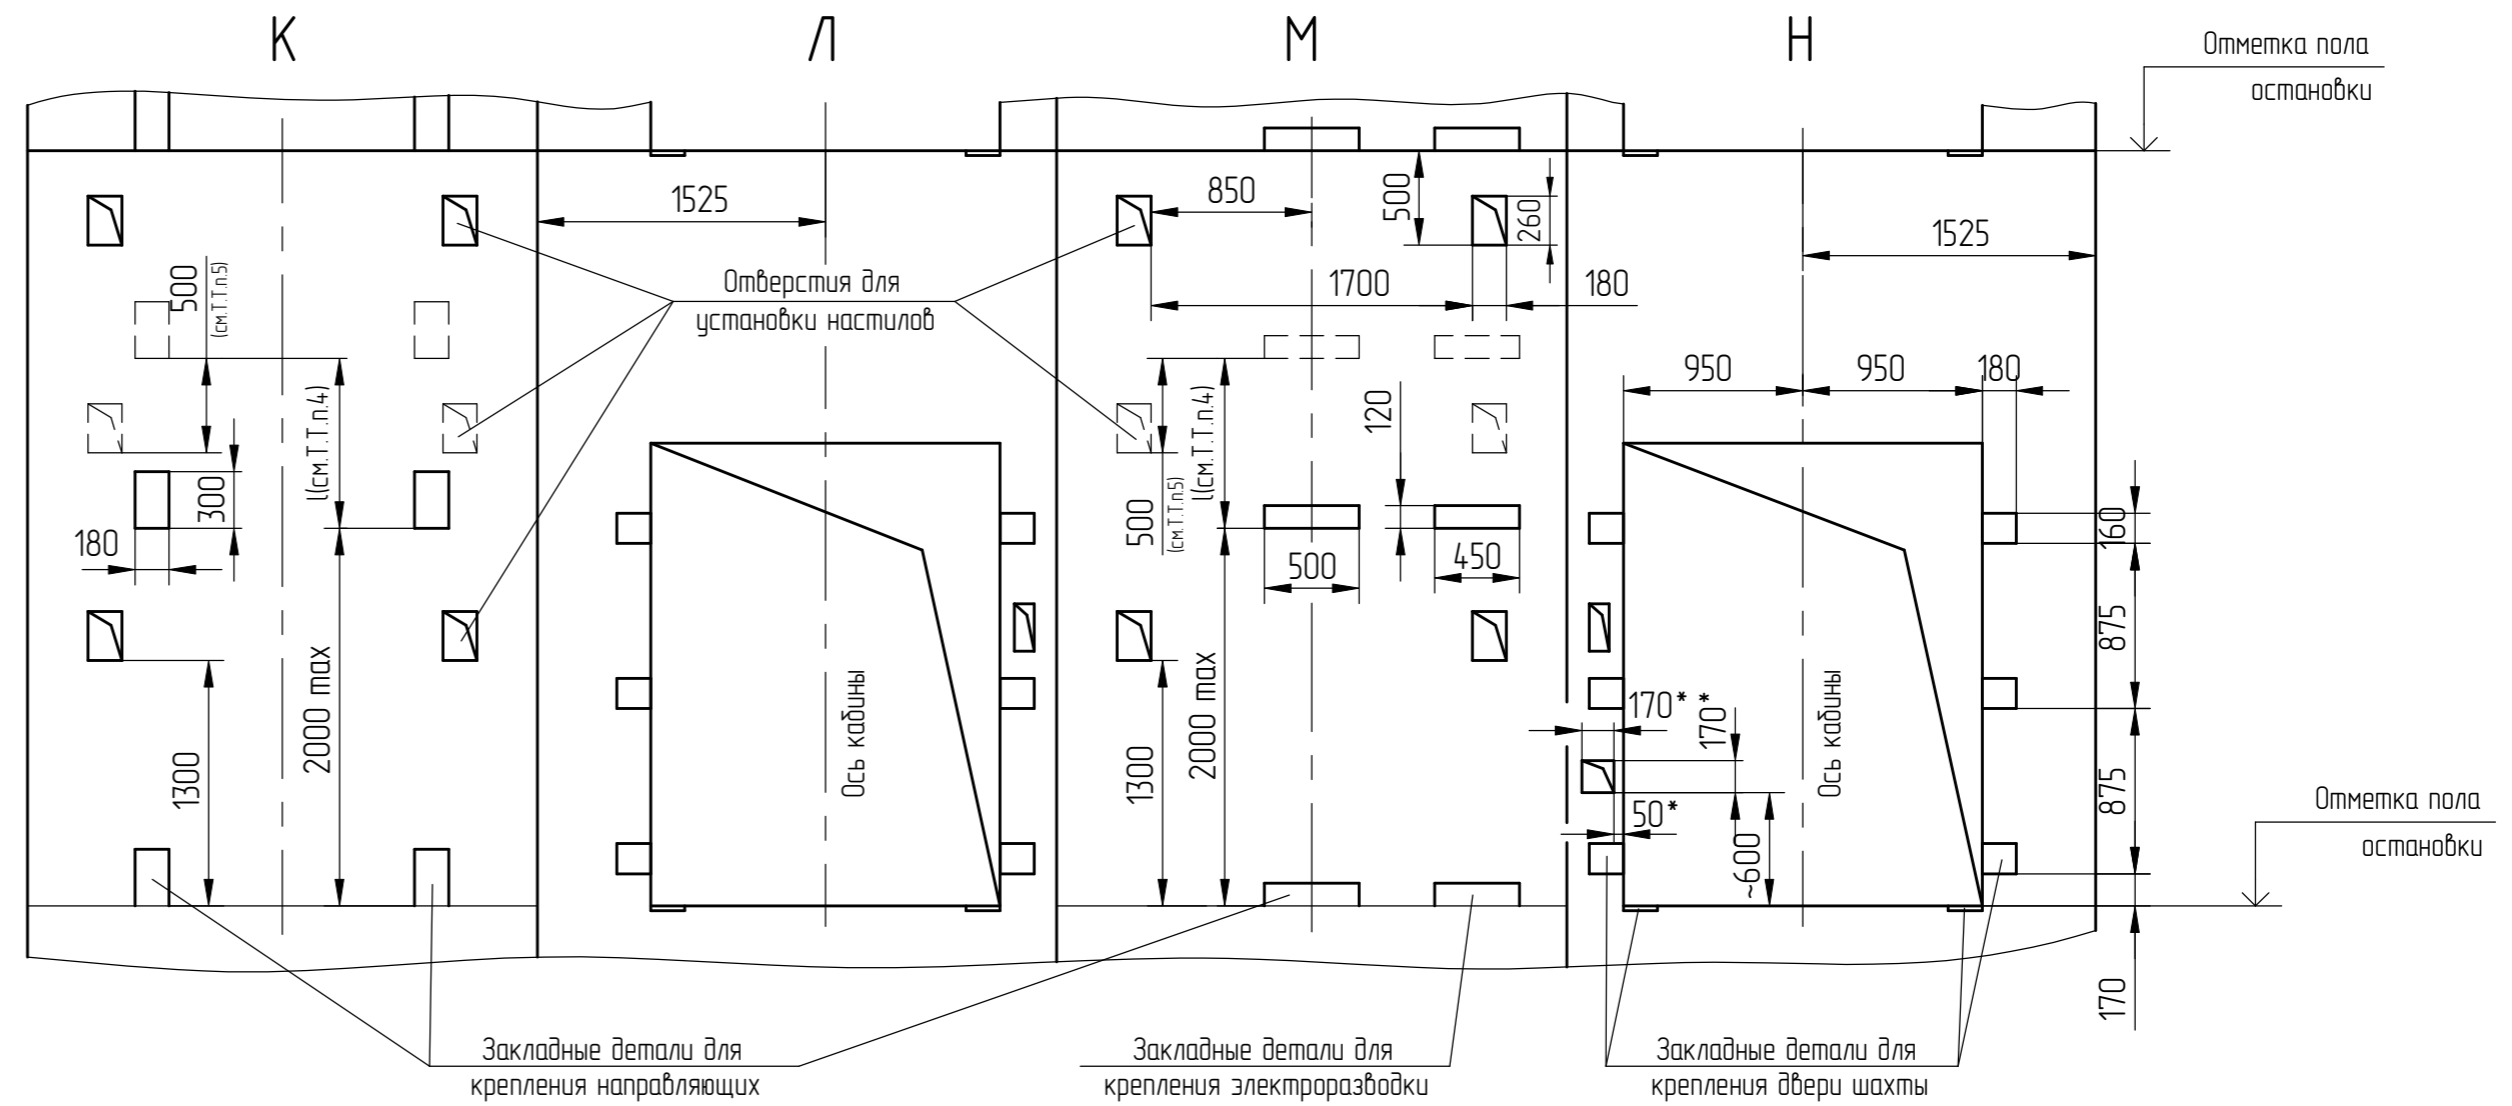 К
Л
М
Н
Отметка пола
остановки
1525
850
500
260
1525
500
(см.Т.Т.п.5)
Отверстия для
установки настилов
1700
180
950
950
180
l(см.Т.Т.п.4)
l(см.Т.Т.п.4)
120
300
180
500
(см.Т.Т.п.5)
500
450
160
875
2000 max
1300
Ось кабины
2000 max
1300
170*
170*
50*
~600
Ось кабины
875
Отметка пола
остановки
170
Закладные детали для
крепления направляющих
Закладные детали для
крепления электроразводки
Закладные детали для
крепления двери шахты